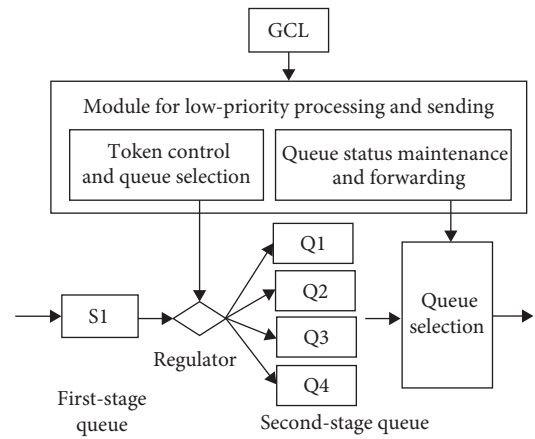 GCL
Module for low-priority processing and sending
Token control
and queue selection
Queue status maintenance
and forwarding
Q1
Q2
Q3
Q4
S1
Regulator
Queue
selection
First-stage
queue
Second-stage queue